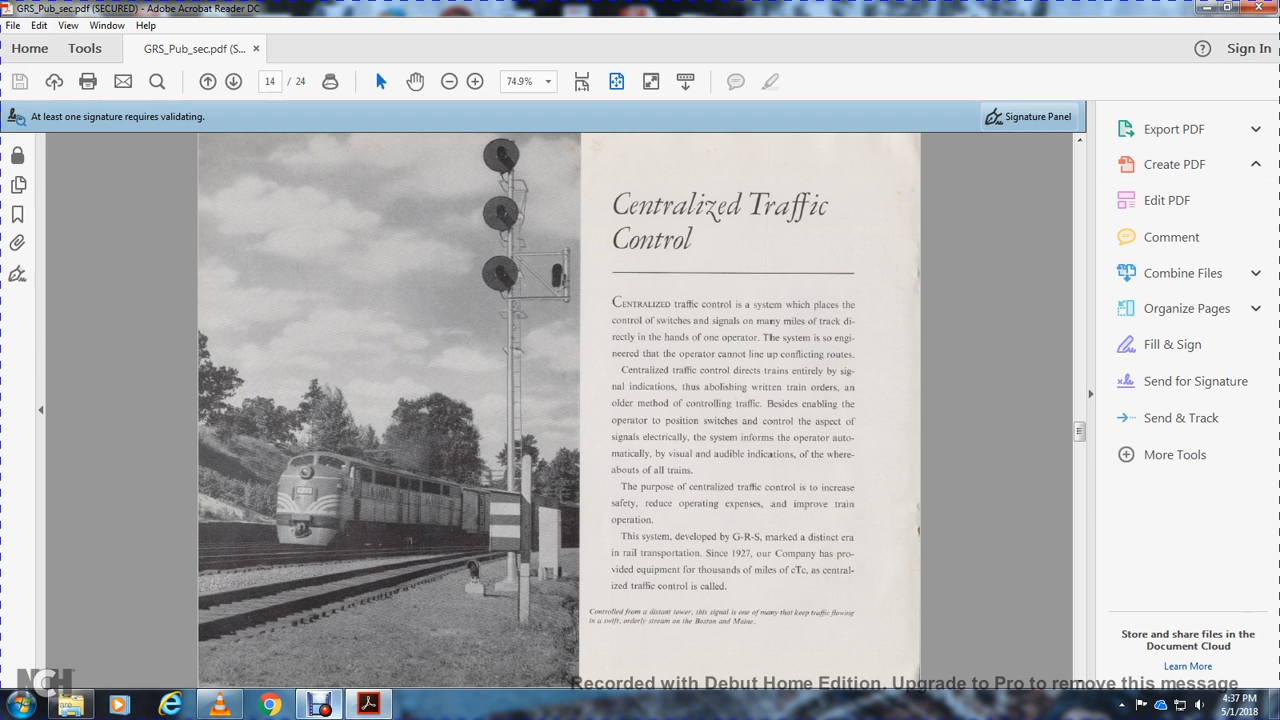 GRS_Pub_sec.pdf (SECURED) - Adobe Acrobat Reader DC
File Edit View Window Help
Home Tools GRS_Pub_sec.pdf (S... × Sign In
14 / 24 74.9%
At least one signature requires validating. Signature Panel
Centralized Traffic
Control
CENTRALIZED traffic control is a system which places the
control of switches and signals on many miles of track di-
rectly in the hands of one operator. The system is so engi-
neered that the operator cannot line up conflicting routes.
Centralized traffic control directs trains entirely by sig-
nal indications, thus abolishing written train orders, an
older method of controlling traffic. Besides enabling the
operator to position switches and control the aspect of
signals electrically, the system informs the operator auto-
matically, by visual and audible indications, of the where-
abouts of all trains.
The purpose of centralized traffic control is to increase
safety, reduce operating expenses, and improve train
operation.
This system, developed by G-R-S, marked a distinct era
in rail transportation. Since 1927, our Company has pro-
vided equipment for thousands of miles of cTc, as central-
ized traffic control is called.
Controlled from a distant tower, this signal is one of many that keep traffic flowing
in a swift, orderly stream on the Boston and Maine.
Export PDF
Create PDF
Edit PDF
Comment
Combine Files
Organize Pages
Fill & Sign
Send for Signature
Send & Track
More Tools
Store and share files in the
Document Cloud
Learn More
NCH
Recorded with Debut Home Edition. Upgrade to Pro to remove this message
4:37 PM
5/1/2018